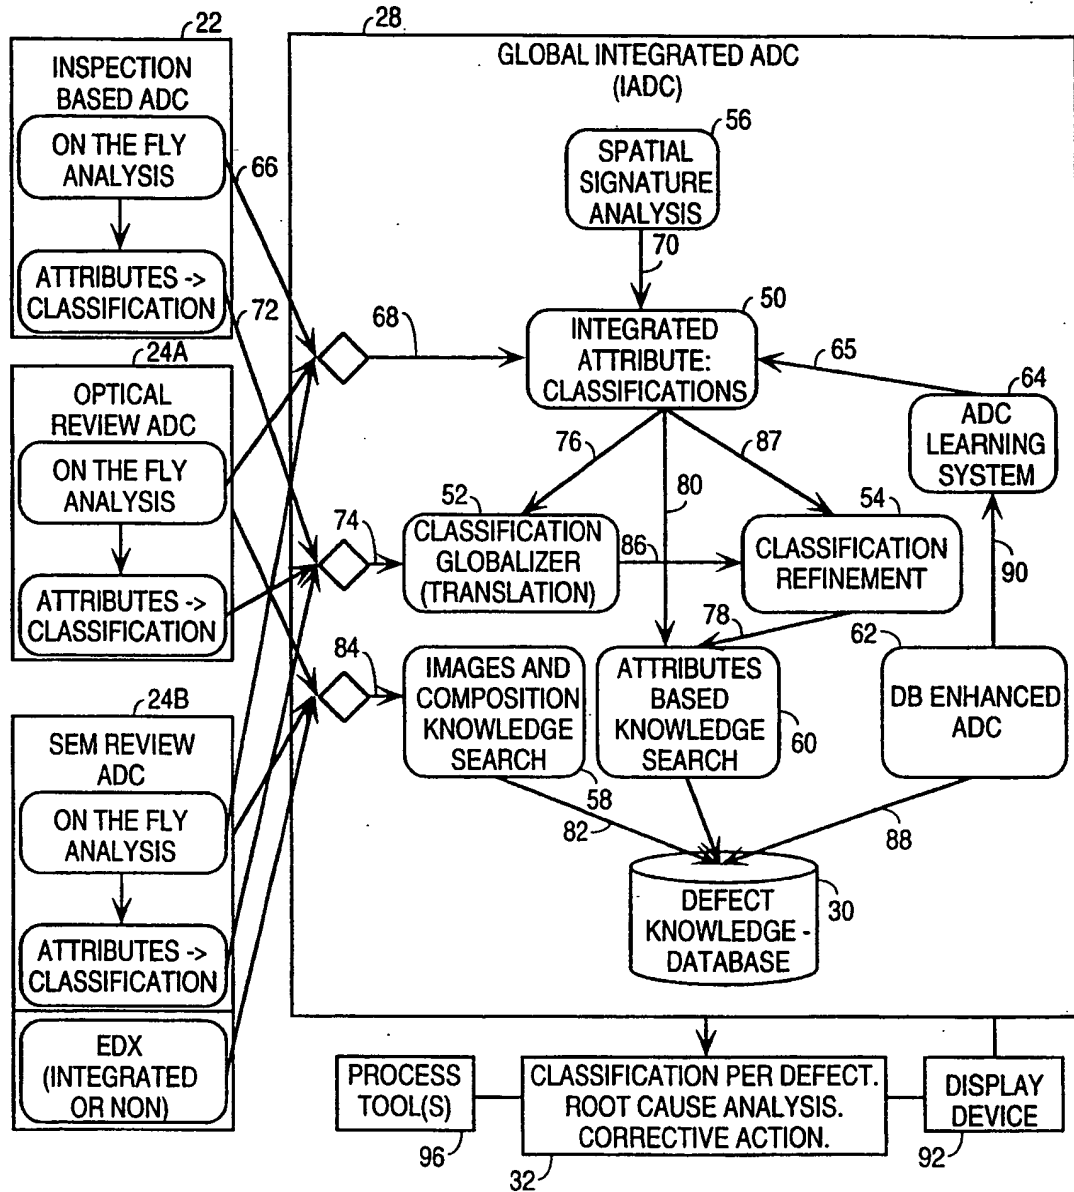 22
INSPECTION
BASED ADC
ON THE FLY
ANALYSIS
66
ATTRIBUTES ->
CLASSIFICATION
72
24A
OPTICAL
REVIEW ADC
ON THE FLY
ANALYSIS
ATTRIBUTES ->
CLASSIFICATION
24B
SEM REVIEW
ADC
ON THE FLY
ANALYSIS
ATTRIBUTES ->
CLASSIFICATION
EDX
(INTEGRATED
OR NON)
28
GLOBAL INTEGRATED ADC
(IADC)
56
SPATIAL
SIGNATURE
ANALYSIS
70
50
68
INTEGRATED
ATTRIBUTE:
CLASSIFICATIONS
65
64
ADC
LEARNING
SYSTEM
76
87
80
52
54
74
CLASSIFICATION
GLOBALIZER
(TRANSLATION)
86
CLASSIFICATION
REFINEMENT
90
78
62
84
IMAGES AND
COMPOSITION
KNOWLEDGE
SEARCH
58
ATTRIBUTES
BASED
KNOWLEDGE
SEARCH
60
DB ENHANCED
ADC
82
88
DEFECT
KNOWLEDGE -
DATABASE
30
PROCESS
TOOL(S)
96
CLASSIFICATION PER DEFECT.
ROOT CAUSE ANALYSIS.
CORRECTIVE ACTION.
32
DISPLAY
DEVICE
92